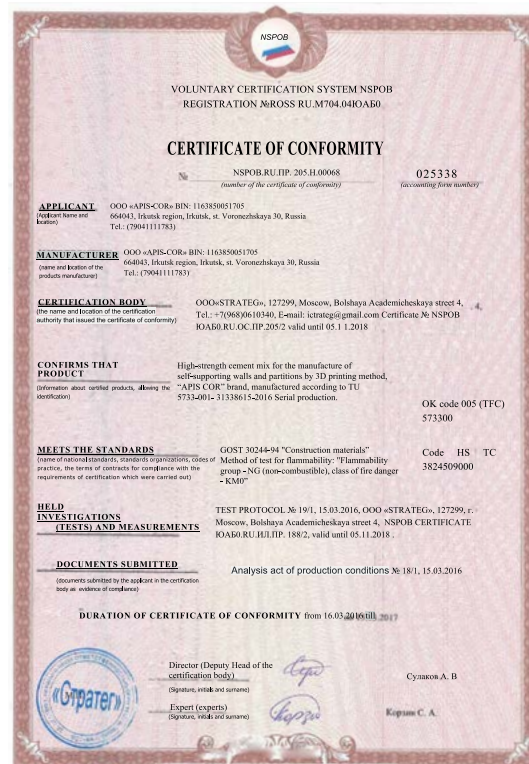 NSPOB
VOLUNTARY CERTIFICATION SYSTEM NSPOB
REGISTRATION №ROSS RU.M704.04ЮАБ0
CERTIFICATE OF CONFORMITY
№ NSPOB.RU.ПР. 205.H.00068 025338
(number of the certificate of conformity) (accounting form number)
APPLICANT
(Applicant Name and location)
ООО «APIS-COR» BIN: 1163850051705
664043, Irkutsk region, Irkutsk, st. Voronezhskaya 30, Russia
Tel.: (79041111783)
MANUFACTURER
(name and location of the
products manufacturer)
ООО «APIS-COR» BIN: 1163850051705
664043, Irkutsk region, Irkutsk, st. Voronezhskaya 30, Russia
Tel.: (79041111783)
CERTIFICATION BODY
(the name and location of the certification
authority that issued the certificate of conformity)
ООО«STRATEG», 127299, Moscow, Bolshaya Academicheskaya street 4,
Tel.: +7(968)0610340, E-mail: ictrateg@gmail.com Certificate № NSPOB
ЮАБ0.RU.OC.ПР.205/2 valid until 05.1 1.2018
CONFIRMS THAT
PRODUCT
(Information about certified products, allowing the
identification)
High-strength cement mix for the manufacture of
self-supporting walls and partitions by 3D printing method,
“APIS COR” brand, manufactured according to TU
5733-001- 31338615-2016 Serial production.
OK code 005 (TFC)
573300
MEETS THE STANDARDS
(name of national standards, standards organizations, codes of
practice, the terms of contracts for compliance with the
requirements of certification which were carried out)
GOST 30244-94 "Construction materials"
Method of test for flammability: "Flammability
group - NG (non-combustible), class of fire danger
- KM0”
Code HS TC
3824509000
HELD
INVESTIGATIONS
(TESTS) AND MEASUREMENTS
TEST PROTOCOL № 19/1, 15.03.2016, ООО «STRATEG», 127299, г.
Moscow, Bolshaya Academicheskaya street 4, NSPOB CERTIFICATE
ЮАБ0.RU.ИЛ.ПР. 188/2, valid until 05.11.2018 .
DOCUMENTS SUBMITTED
(documents submitted by the applicant in the certification
body as evidence of compliance)
Analysis act of production conditions № 18/1, 15.03.2016
DURATION OF CERTIFICATE OF CONFORMITY from 16.03.2016 till 2017
Director (Deputy Head of the
certification body)
(Signature, initials and surname)
Сулаков А. В
Expert (experts)
(Signature, initials and surname)
Корзин С. А.
«Стратег»